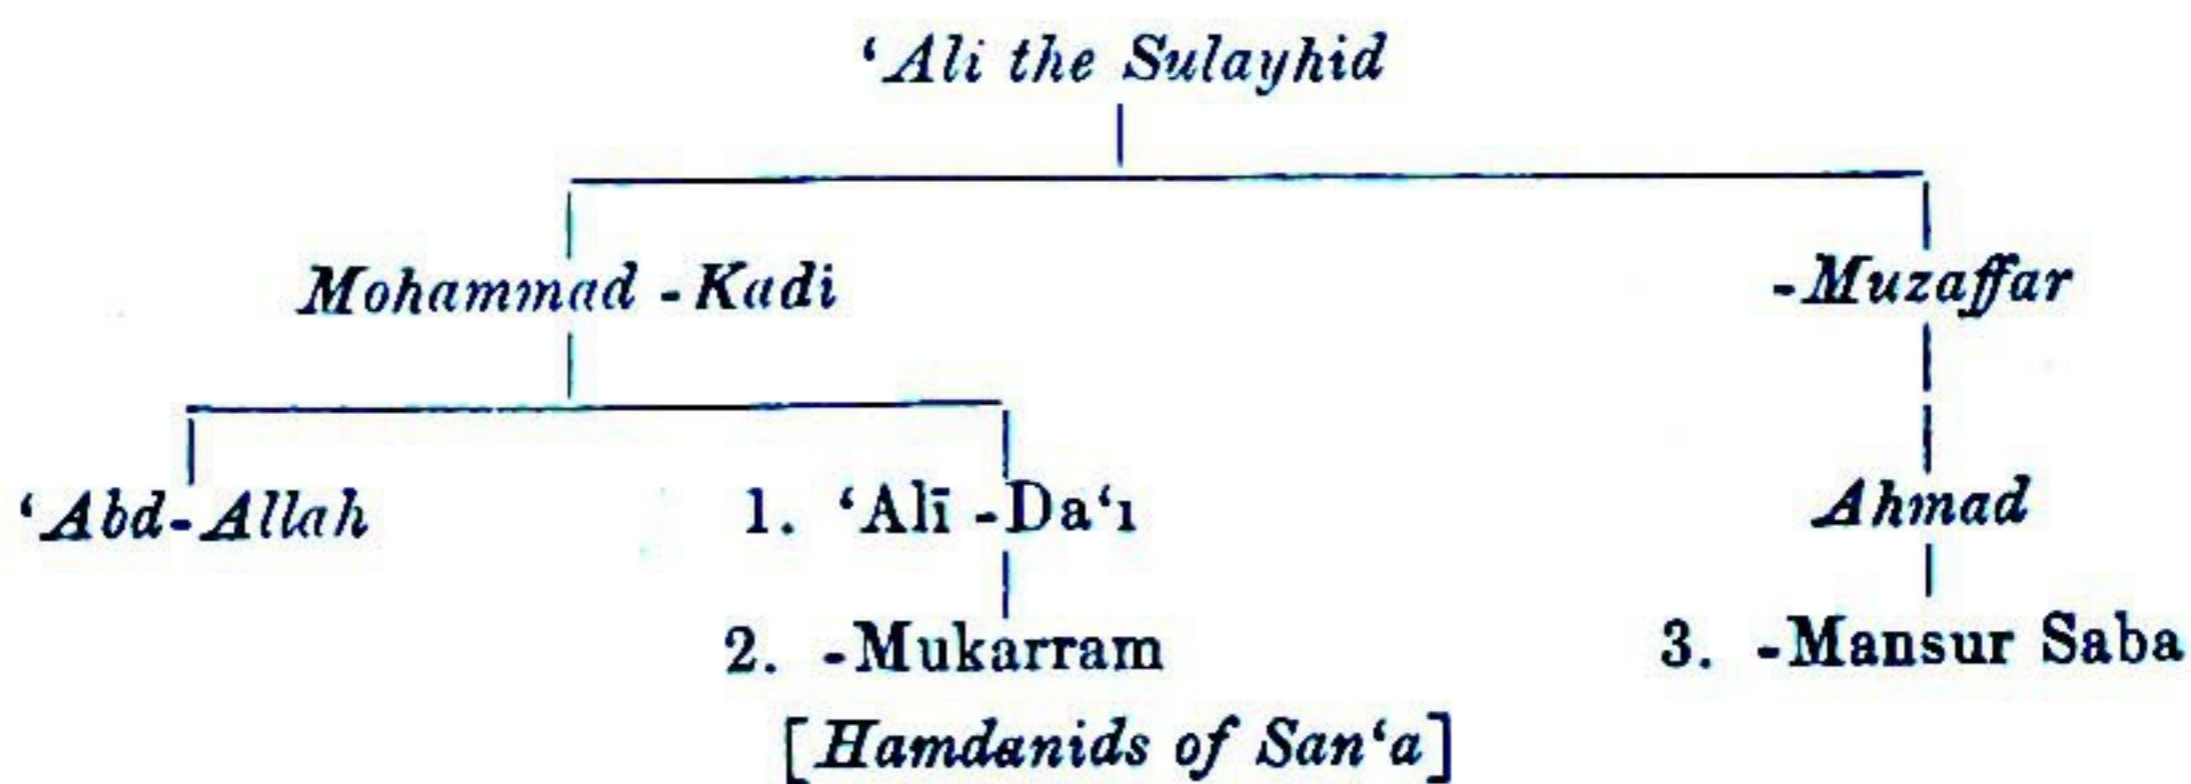 ‘Ali the Sulayhid
Mohammad -Kadi -Muzaffar
‘Abd-Allah 1. ‘Alī -Da‘ı Ahmad
2. -Mukarram 3. -Mansur Saba
[Hamdanids of San‘a]